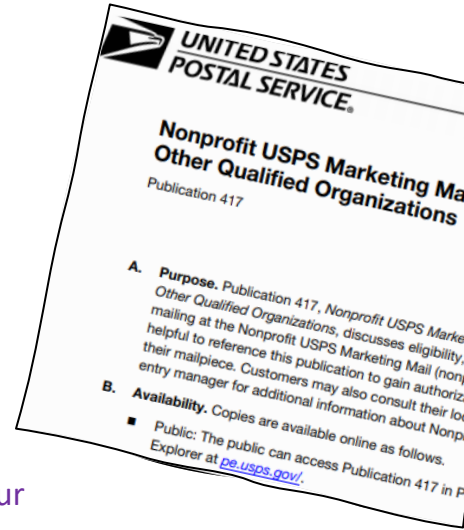 UNITED STATES
POSTAL SERVICE®
Nonprofit USPS Marketing Ma
Other Qualified Organizations
Publication 417
A. Purpose. Publication 417, Nonprofit USPS Marke
Other Qualified Organizations, discusses eligibility,
mailing at the Nonprofit USPS Marketing Mail (nonp
helpful to reference this publication to gain authoriz
their mailpiece. Customers may also consult their loc
entry manager for additional information about Nonpr
B. Availability. Copies are available online as follows.
■ Public: The public can access Publication 417 in P
Explorer at pe.usps.gov/.
ur